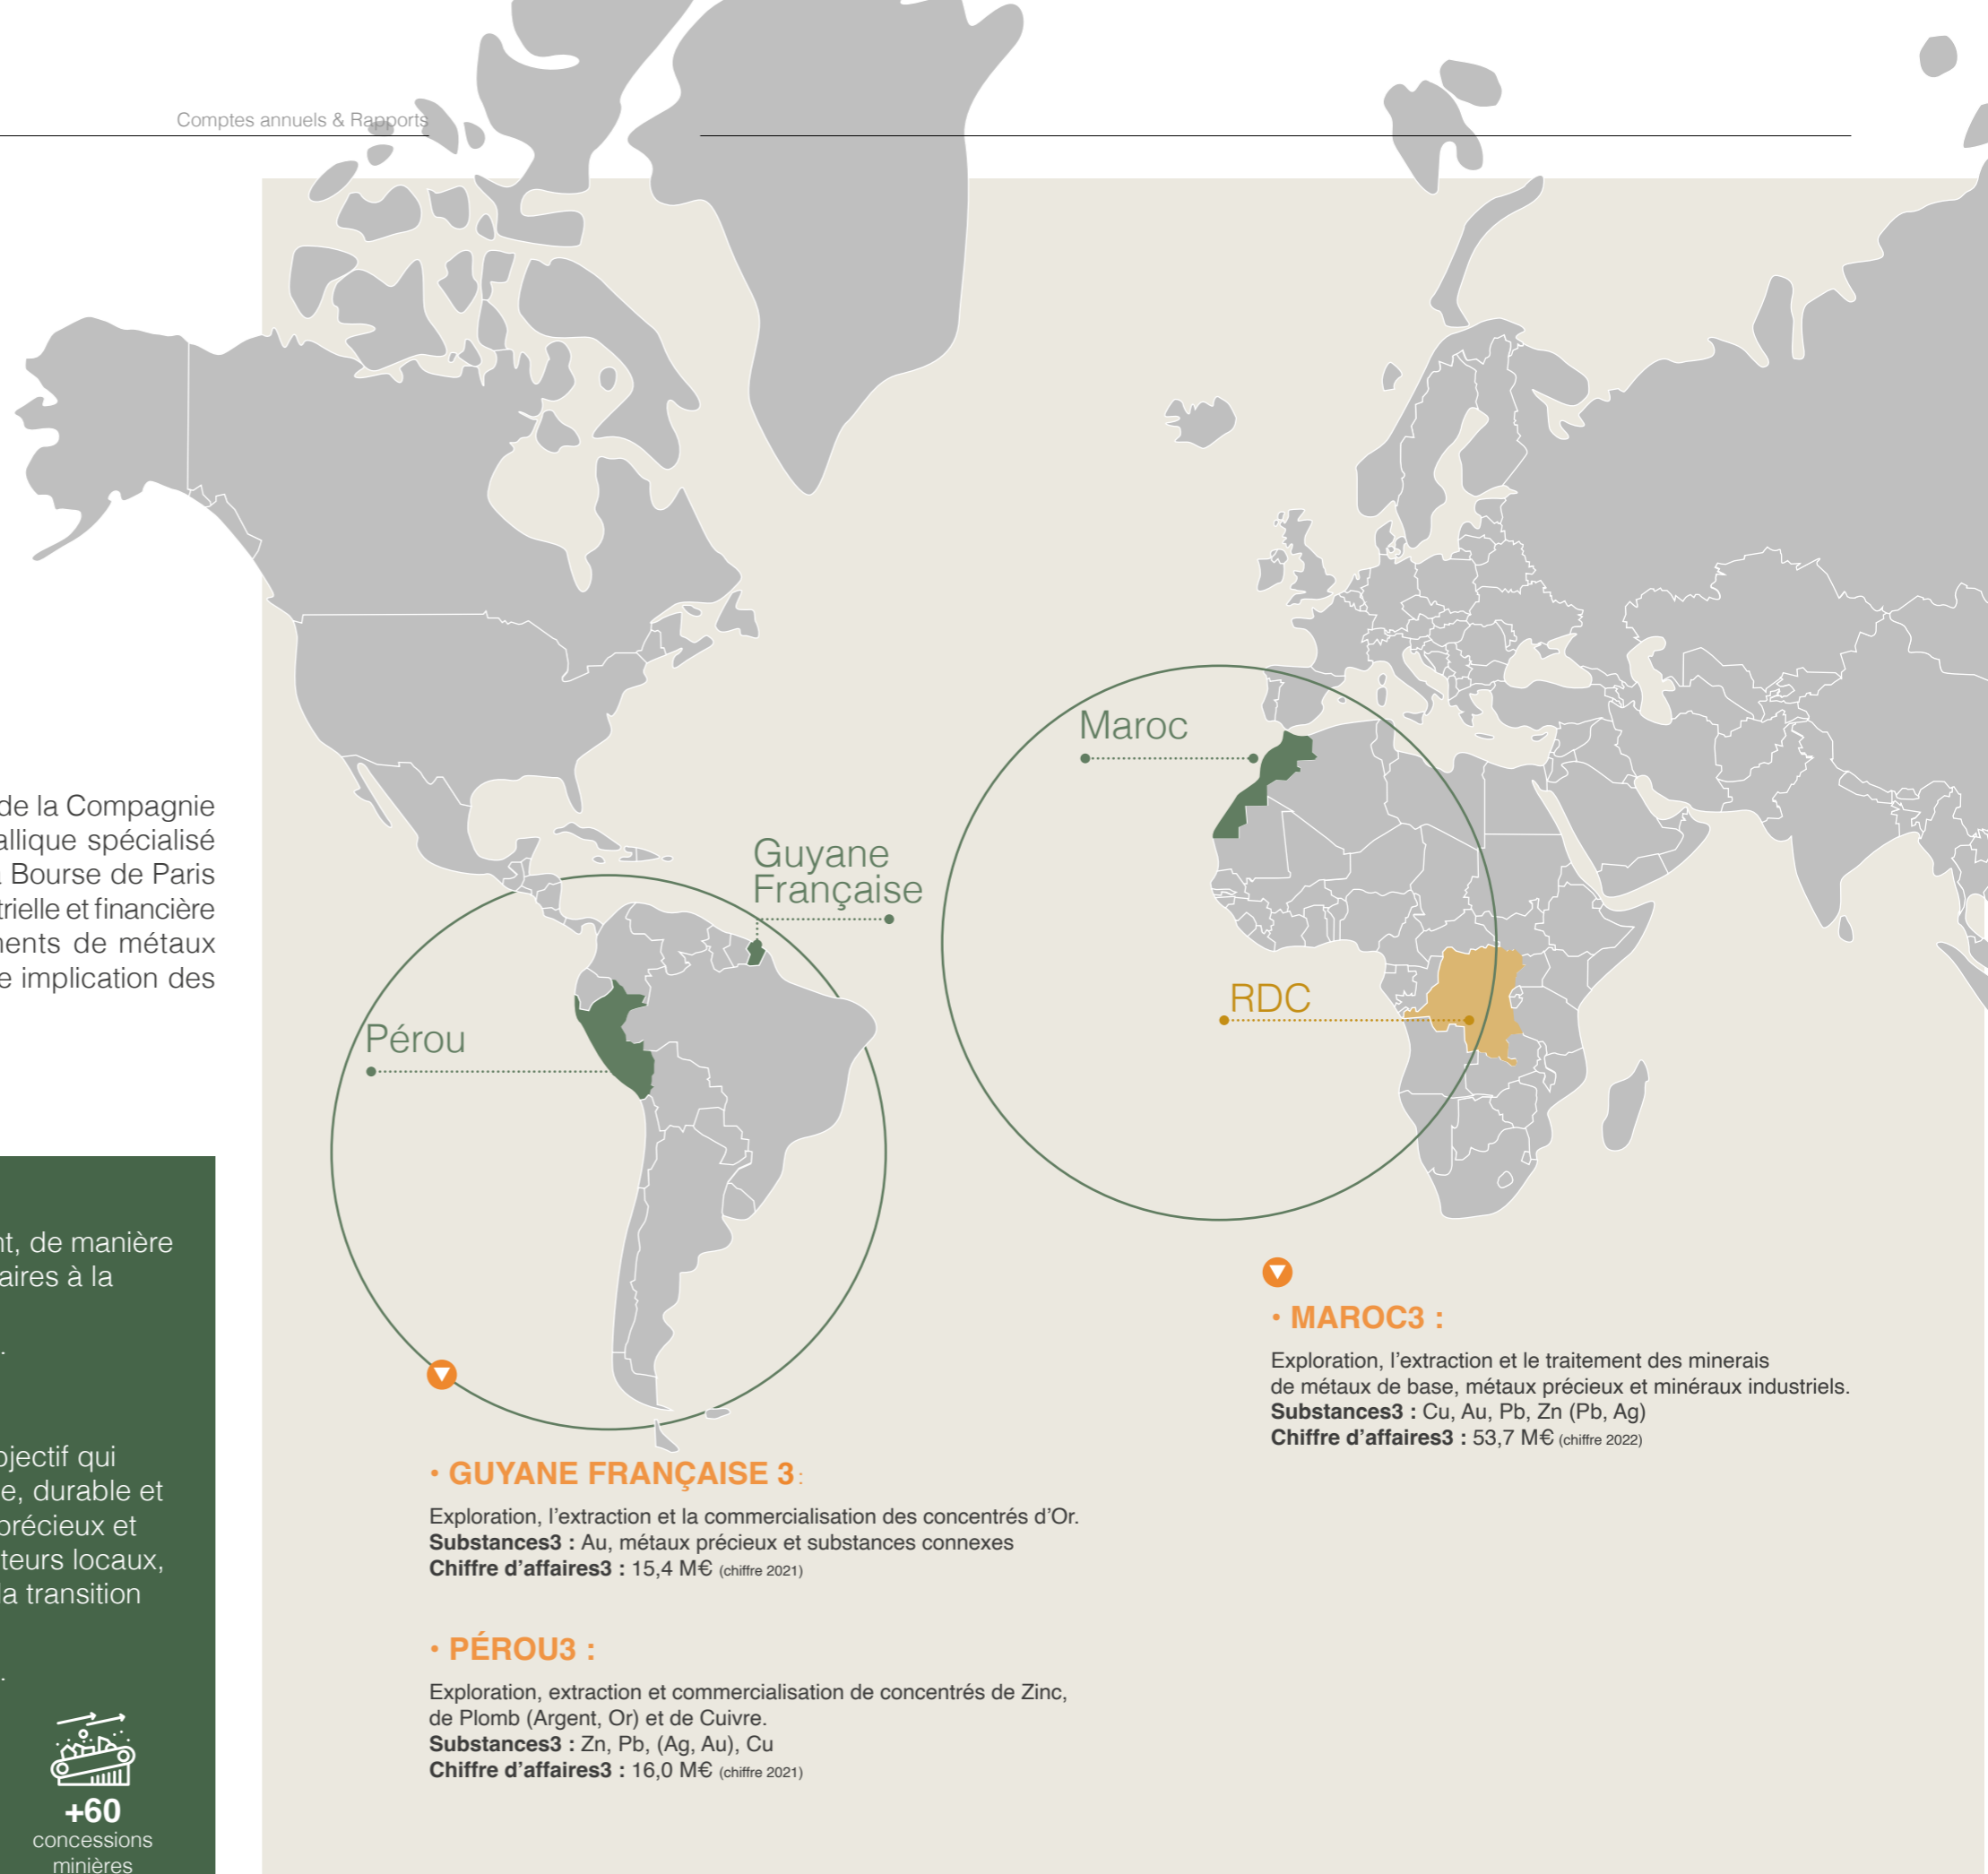 Comptes annuels & Rapports
de la Compagnie
allique spécialisé
Bourse de Paris
trielle et financière
ents de métaux
e implication des
nt, de manière
aires à la
.
bjectif qui
e, durable et
précieux et
teurs locaux,
la transition
.
+60
concessions
minières
Maroc
Guyane
Française
Pérou
RDC
• GUYANE FRANÇAISE 3 :
Exploration, l'extraction et la commercialisation des concentrés d'Or.
Substances3 : Au, métaux précieux et substances connexes
Chiffre d'affaires3 : 15,4 M€ (chiffre 2021)
• PÉROU3 :
Exploration, extraction et commercialisation de concentrés de Zinc,
de Plomb (Argent, Or) et de Cuivre.
Substances3 : Zn, Pb, (Ag, Au), Cu
Chiffre d'affaires3 : 16,0 M€ (chiffre 2021)
• MAROC3 :
Exploration, l'extraction et le traitement des minerais
de métaux de base, métaux précieux et minéraux industriels.
Substances3 : Cu, Au, Pb, Zn (Pb, Ag)
Chiffre d'affaires3 : 53,7 M€ (chiffre 2022)